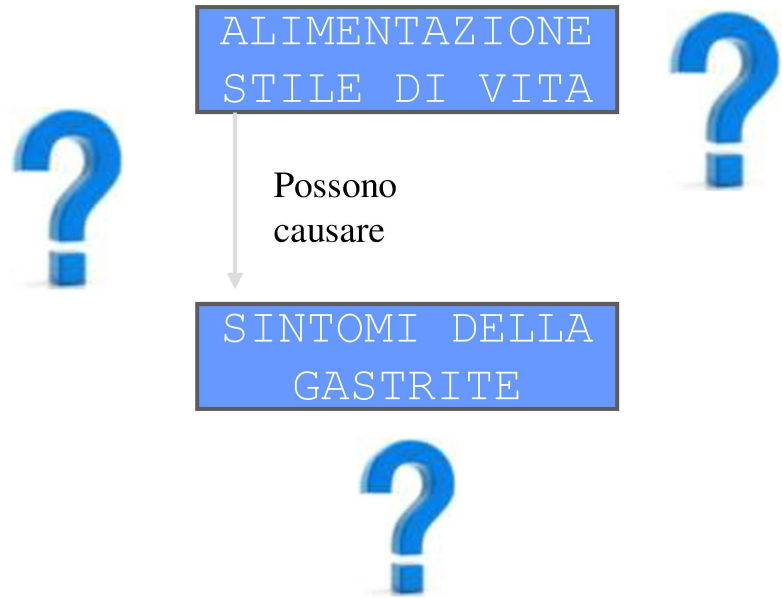 ALIMENTAZIONE
STILE DI VITA
Possono
causare
SINTOMI DELLA
GASTRITE